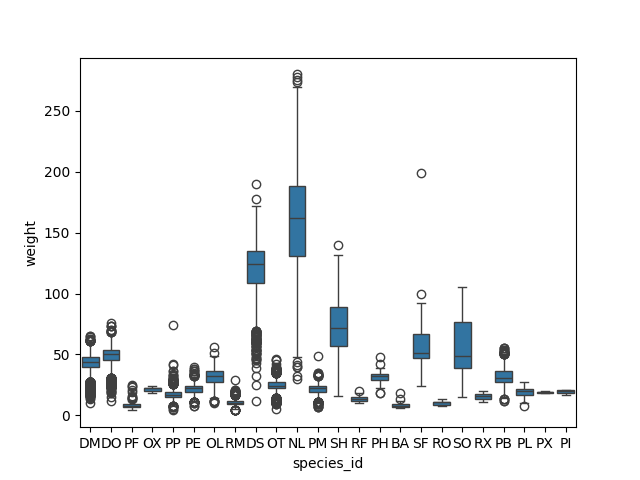 250
200
150
100
50
0
weight
DM DO PF OX PP PE OL RM DS OT NL PM SH RF PH BA SF RO SO RX PB PL PX PI
species_id